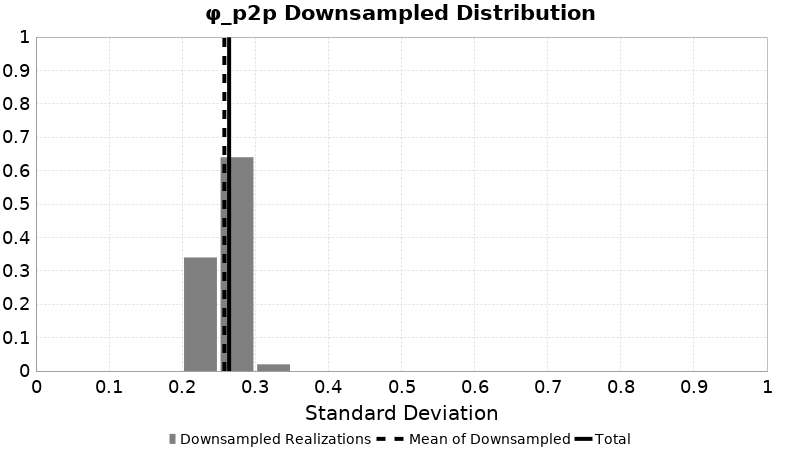 φ_p2p Downsampled Distribution
1
0.9
0.8
0.7
0.6
0.5
0.4
0.3
0.2
0.1
0
0 0.1 0.2 0.3 0.4 0.5 0.6 0.7 0.8 0.9 1
Standard Deviation
Downsampled Realizations Mean of Downsampled Total